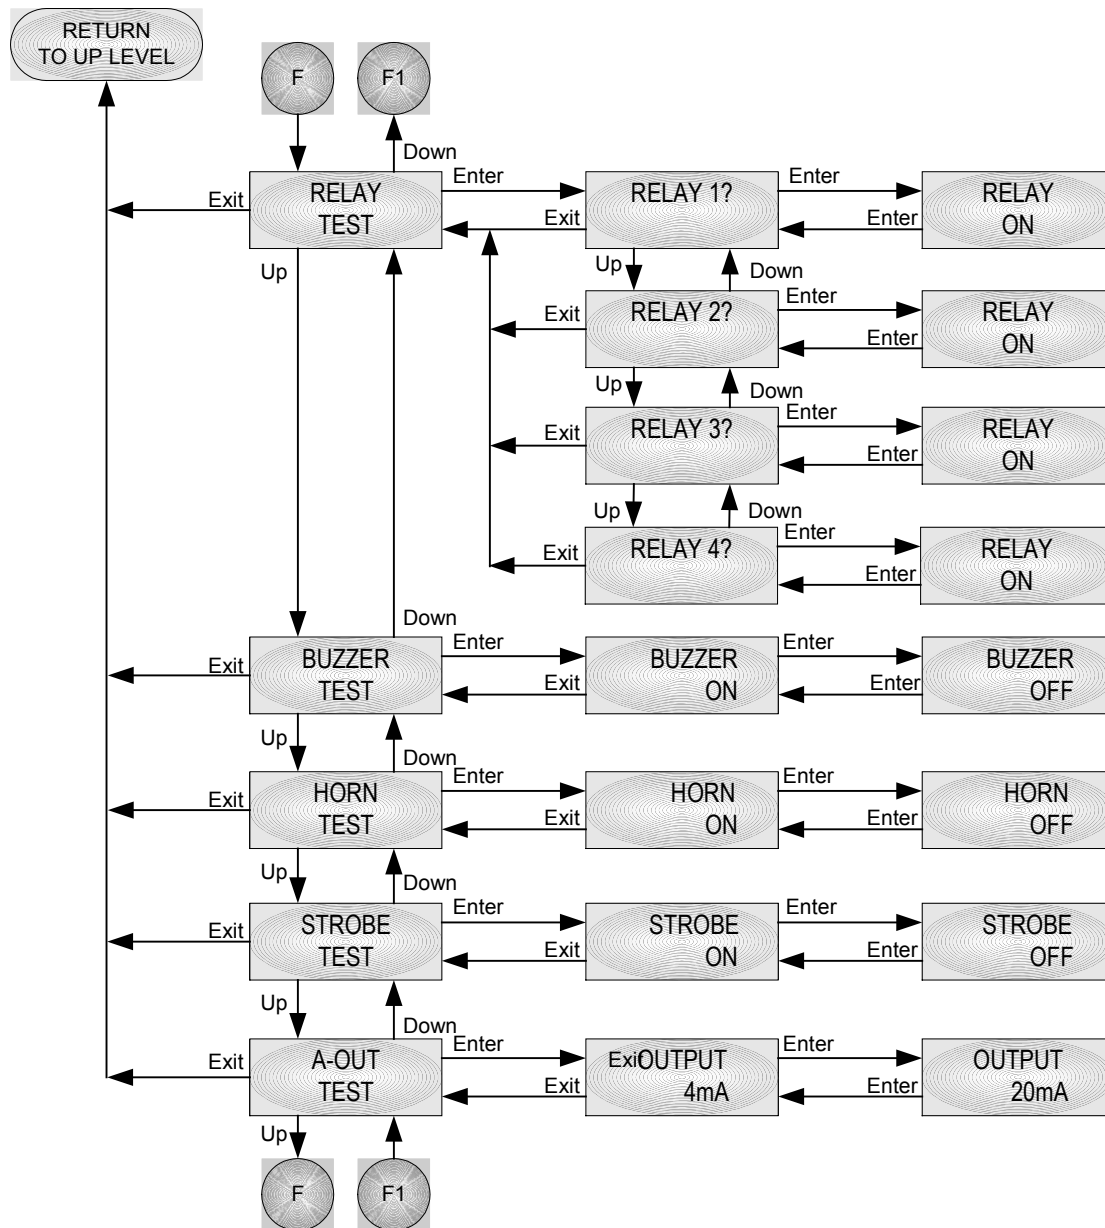 RETURN
TO UP LEVEL
F
F1
Down
RELAY
TEST
Exit
Enter
Exit
RELAY 1?
Enter
Enter
RELAY
ON
Up
Up
Down
RELAY 2?
Exit
Enter
Enter
RELAY
ON
Up
Down
RELAY 3?
Exit
Enter
Enter
RELAY
ON
Up
Down
RELAY 4?
Exit
Enter
Enter
RELAY
ON
Down
BUZZER
TEST
Exit
Enter
Exit
BUZZER
ON
Enter
Enter
BUZZER
OFF
Up
Down
HORN
TEST
Exit
Enter
Exit
HORN
ON
Enter
Enter
HORN
OFF
Up
Down
STROBE
TEST
Exit
Enter
Exit
STROBE
ON
Enter
Enter
STROBE
OFF
Up
Down
A-OUT
TEST
Exit
Enter
Exit
Exit
OUTPUT
4mA
Enter
Enter
OUTPUT
20mA
Up
F
F1